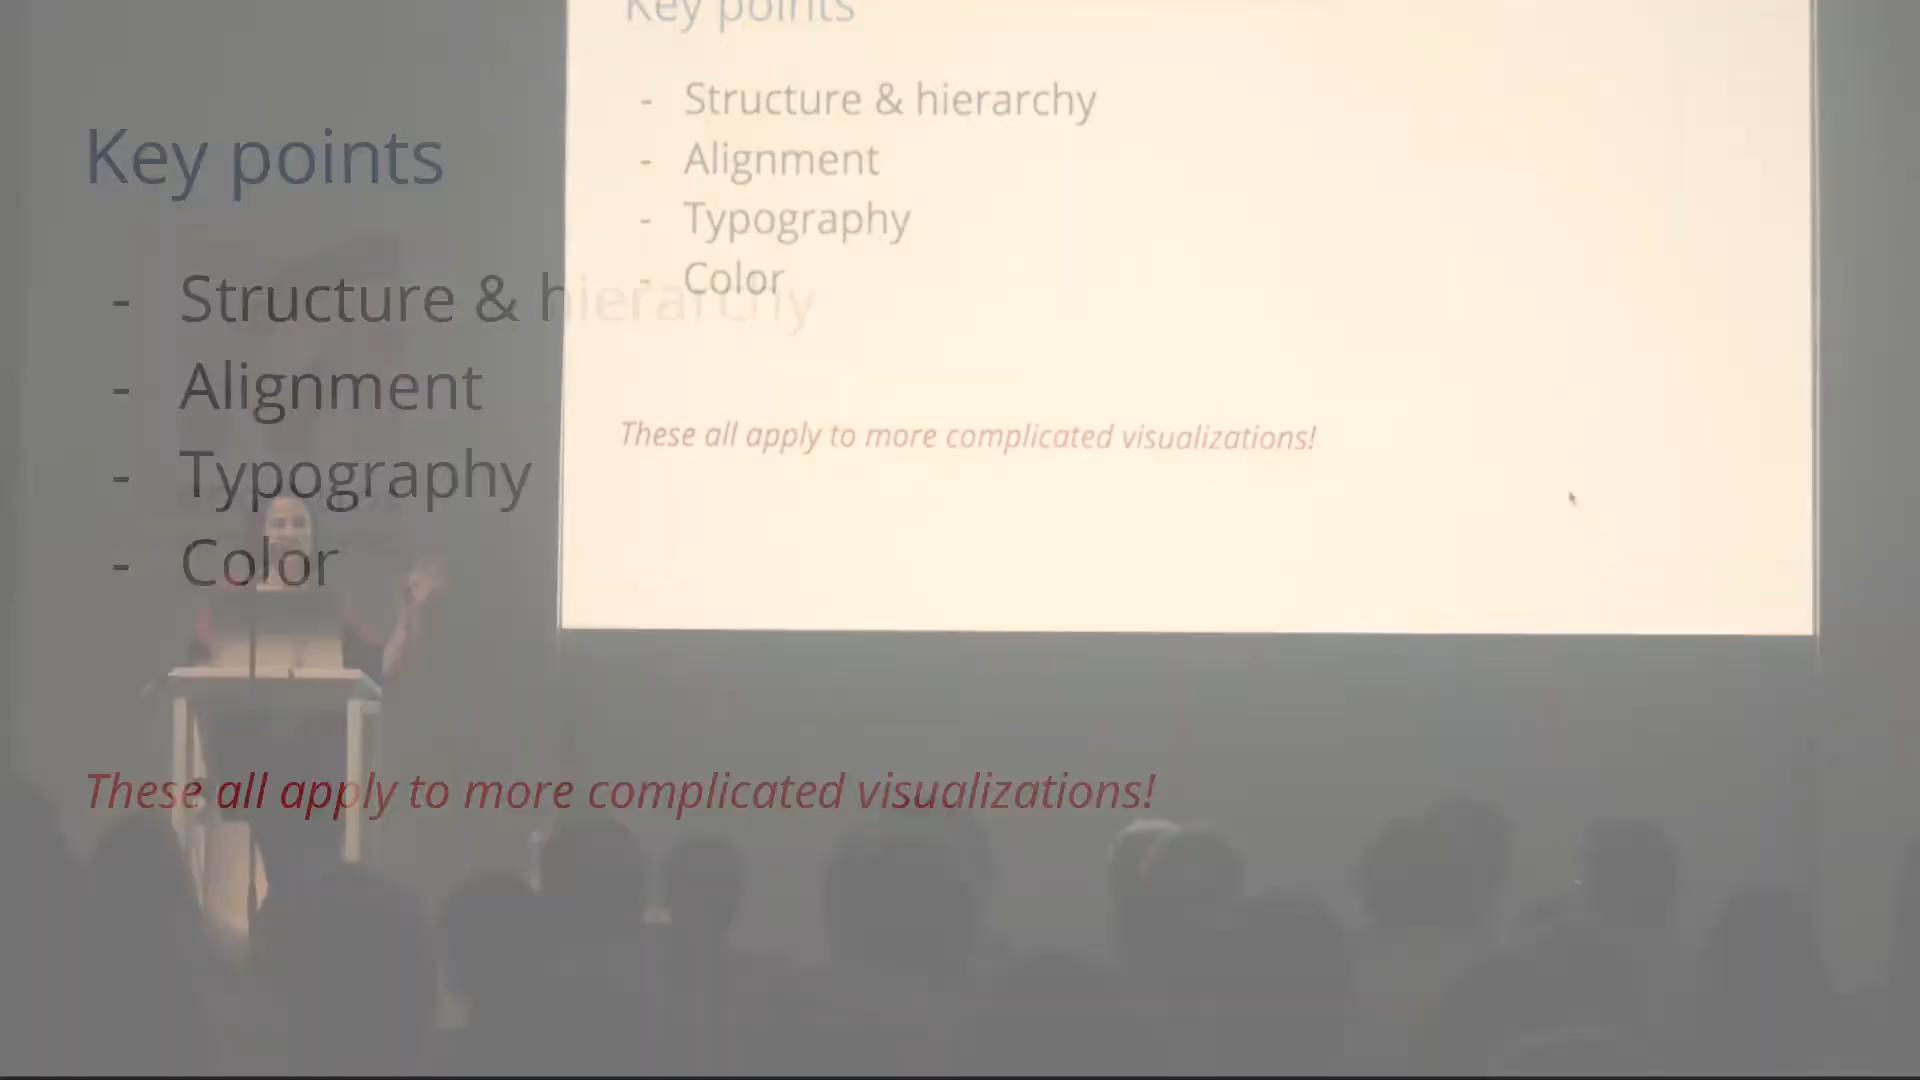 Key points
- Structure & hierarchy
- Alignment
- Typography
- Color
These all apply to more complicated visualizations!
Key points
- Structure & hierarchy
- Alignment
- Typography
- Color
These all apply to more complicated visualizations!